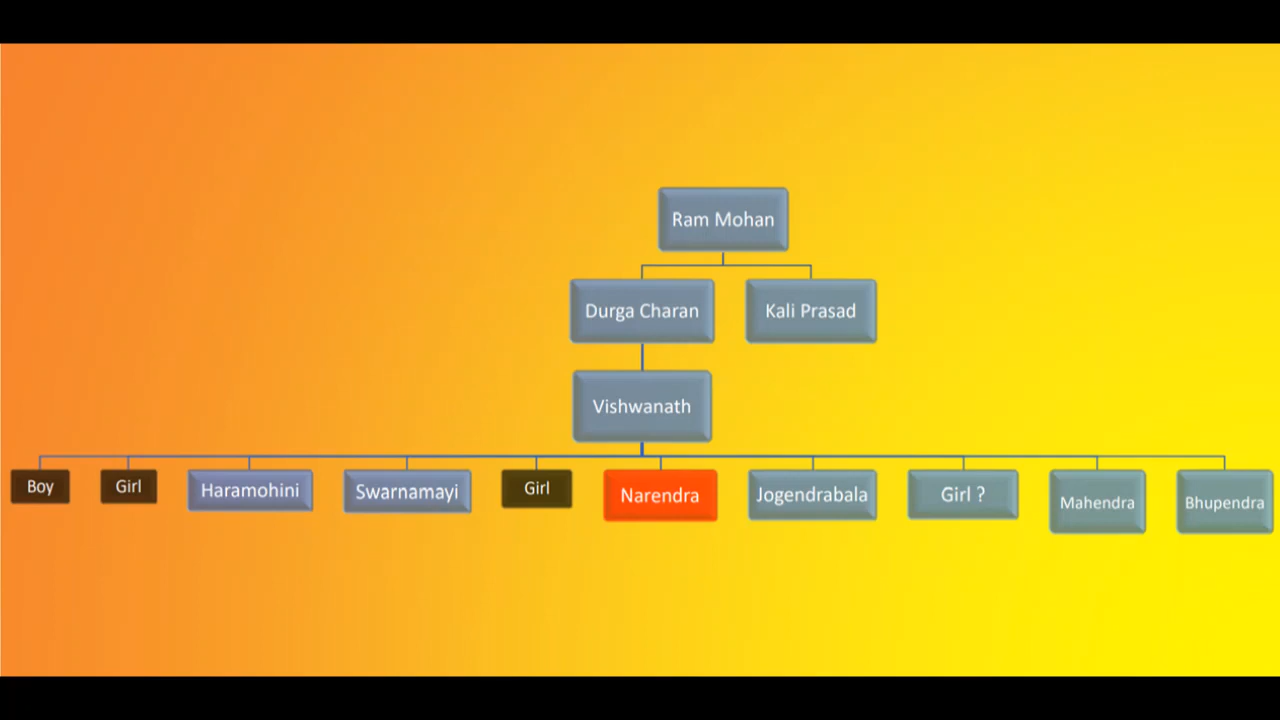 Ram Mohan
Durga Charan
Kali Prasad
Vishwanath
Boy
Girl
Haramohini
Swarnamayi
Girl
Narendra
Jogendrabala
Girl ?
Mahendra
Bhupendra